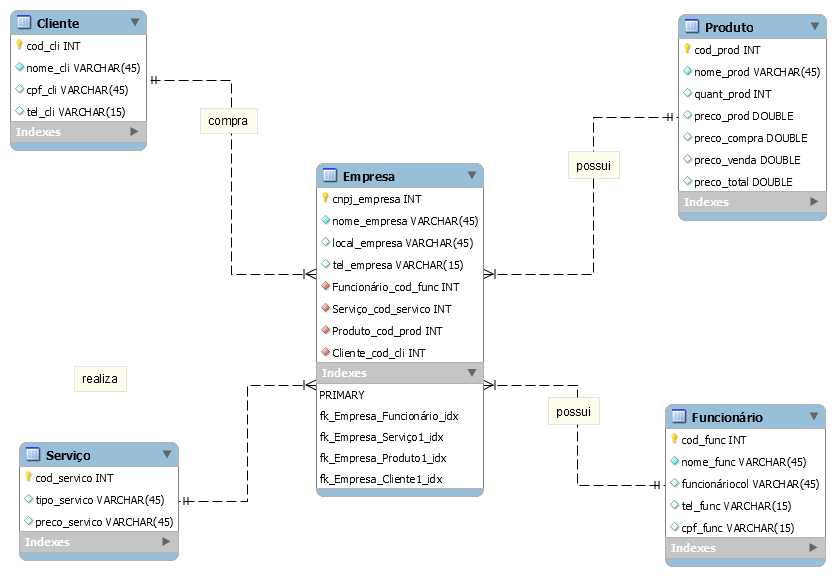 Cliente
cod_cli INT
nome_cli VARCHAR(45)
cpf_cli VARCHAR(45)
tel_cli VARCHAR(15)
Indexes
compra
Produto
cod_prod INT
nome_prod VARCHAR(45)
quant_prod INT
preco_prod DOUBLE
preco_compra DOUBLE
preco_venda DOUBLE
preco_total DOUBLE
Indexes
possui
Empresa
cnpj_empresa INT
nome_empresa VARCHAR(45)
local_empresa VARCHAR(45)
tel_empresa VARCHAR(15)
Funcionário_cod_func INT
Serviço_cod_servico INT
Produto_cod_prod INT
Cliente_cod_cli INT
Indexes
PRIMARY
fk_Empresa_Funcionário_idx
fk_Empresa_Serviço1_idx
fk_Empresa_Produto1_idx
fk_Empresa_Cliente1_idx
realiza
Serviço
cod_servico INT
tipo_servico VARCHAR(45)
preco_servico VARCHAR(45)
Indexes
possui
Funcionário
cod_func INT
nome_func VARCHAR(45)
funcionáriocol VARCHAR(45)
tel_func VARCHAR(15)
cpf_func VARCHAR(15)
Indexes